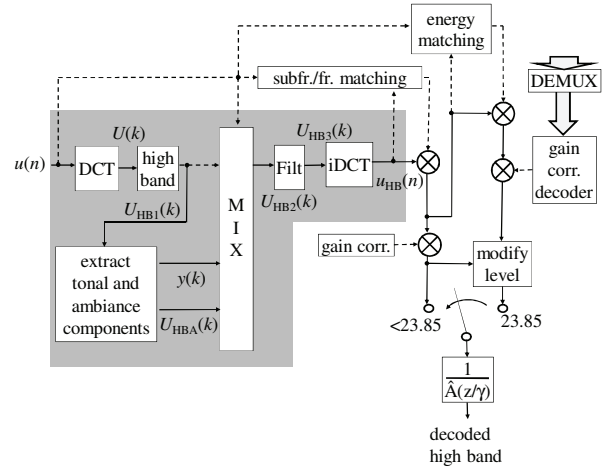 energy
matching
subfr./fr. matching
DEMUX
U(k)
U_HB3(k)
u(n)
DCT
high
band
Filt
iDCT
gain
corr.
decoder
u_HB(n)
U_HB1(k)
U_HB2(k)
M
I
X
gain corr.
extract
tonal and
ambiance
components
y(k)
U_HBA(k)
modify
level
<23.85
23.85
1
Â(z/γ)
decoded
high band